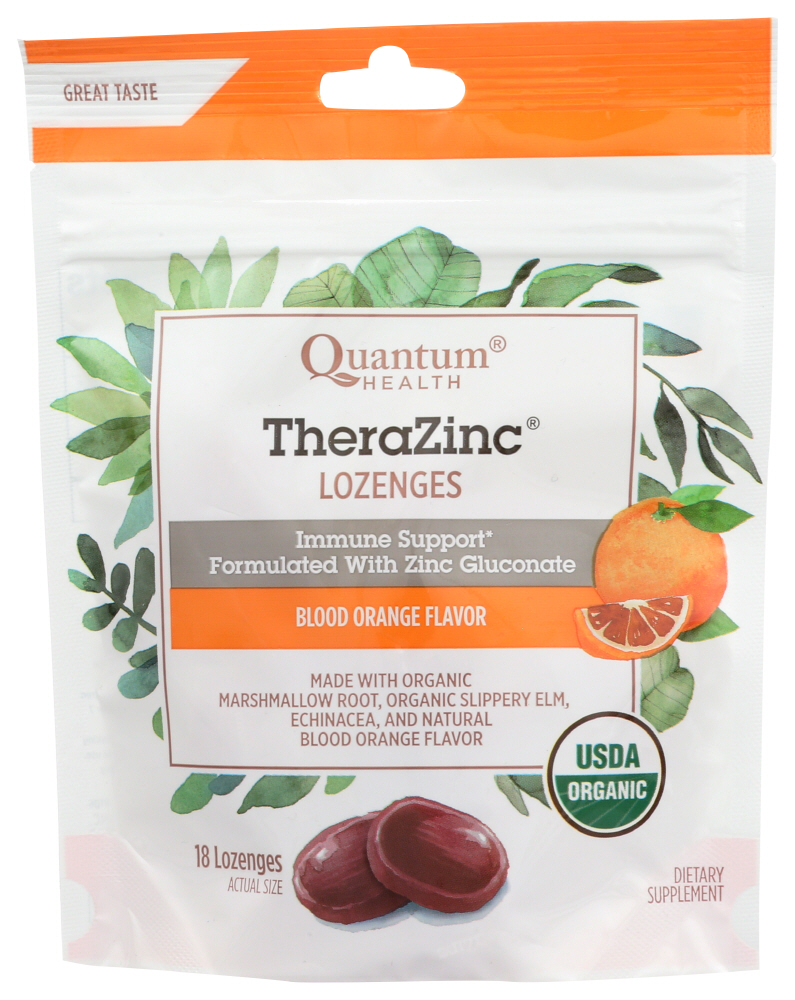 GREAT TASTE
Quantum®
HEALTH
TheraZinc®
LOZENGES
Immune Support*
Formulated With Zinc Gluconate
BLOOD ORANGE FLAVOR
MADE WITH ORGANIC
MARSHMALLOW ROOT, ORGANIC SLIPPERY ELM,
ECHINACEA, AND NATURAL
BLOOD ORANGE FLAVOR
USDA
ORGANIC
18 Lozenges
ACTUAL SIZE
DIETARY
SUPPLEMENT